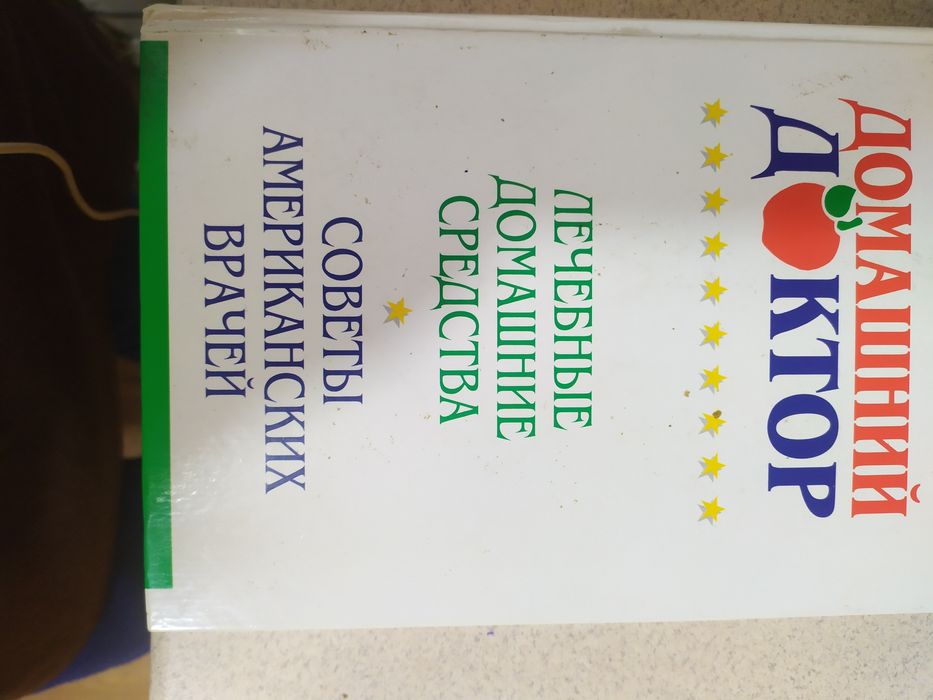 ДОМАШНИЙ
ДОКТОР
ЛЕЧЕБНЫЕ
ДОМАШНИЕ
СРЕДСТВА
СОВЕТЫ
АМЕРИКАНСКИХ
ВРАЧЕЙ